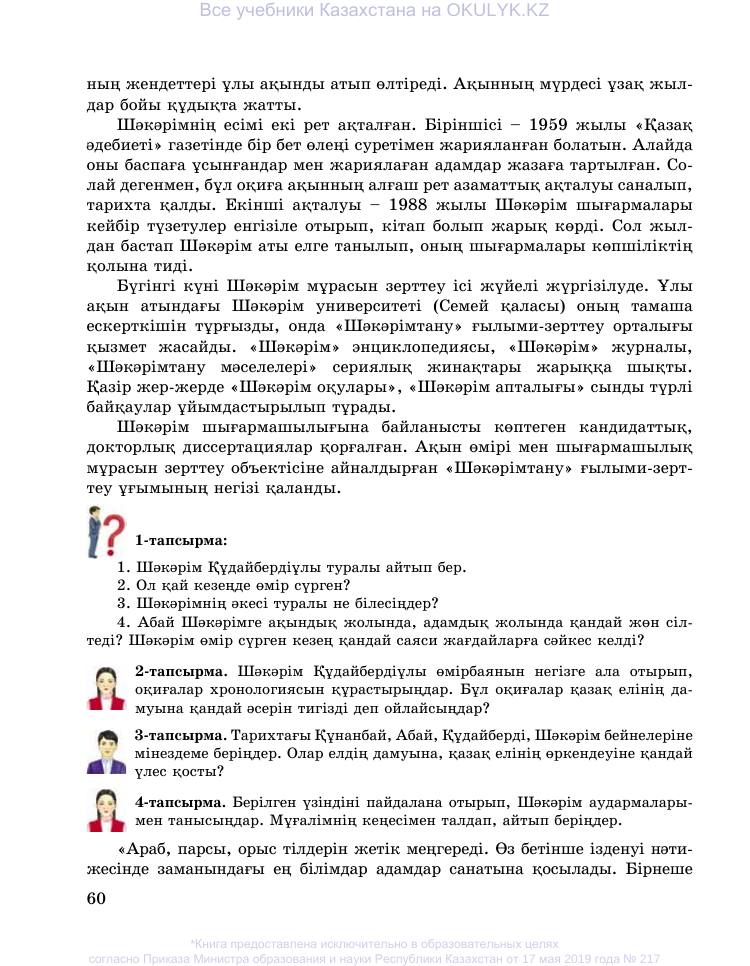 Все учебники Казахстана на OKULYK.KZ
ның жендеттері ұлы ақынды атып өлтіреді. Ақынның мүрдесі ұзақ жыл-
дар бойы құдықта жатты.
Шәкәрімнің есімі екі рет ақталған. Біріншісі – 1959 жылы «Қазақ
әдебиеті» газетінде бір бет өлеңі суретімен жарияланған болатын. Алайда
оны баспаға ұсынғандар мен жариялаған адамдар жазаға тартылған. Со-
лай дегенмен, бұл оқиға ақынның алғаш рет азаматтық ақталуы саналып,
тарихта қалды. Екінші ақталуы – 1988 жылы Шәкәрім шығармалары
кейбір түзетулер енгізіле отырып, кітап болып жарық көрді. Сол жыл-
дан бастап Шәкәрім аты елге танылып, оның шығармалары көпшіліктің
қолына тиді.
Бүгінгі күні Шәкәрім мұрасын зерттеу ісі жүйелі жүргізілуде. Ұлы
ақын атындағы Шәкәрім университеті (Семей қаласы) оның тамаша
ескерткішін тұрғызды, онда «Шәкәрімтану» ғылыми-зерттеу орталығы
қызмет жасайды. «Шәкәрім» энциклопедиясы, «Шәкәрім» журналы,
«Шәкәрімтану мәселелері» сериялық жинақтары жарыққа шықты.
Қазір жер-жерде «Шәкәрім оқулары», «Шәкәрім апталығы» сынды түрлі
байқаулар ұйымдастырылып тұрады.
Шәкәрім шығармашылығына байланысты көптеген кандидаттық,
докторлық диссертациялар қорғалған. Ақын өмірі мен шығармашылық
мұрасын зерттеу объектісіне айналдырған «Шәкәрімтану» ғылыми-зерт-
теу ұғымының негізі қаланды.
1-тапсырма:
1. Шәкәрім Құдайбердіұлы туралы айтып бер.
2. Ол қай кезеңде өмір сүрген?
3. Шәкәрімнің әкесі туралы не білесіңдер?
4. Абай Шәкәрімге ақындық жолында, адамдық жолында қандай жөн сіл-
теді? Шәкәрім өмір сүрген кезең қандай саяси жағдайларға сәйкес келді?
2-тапсырма. Шәкәрім Құдайбердіұлы өмірбаянын негізге ала отырып,
оқиғалар хронологиясын құрастырыңдар. Бұл оқиғалар қазақ елінің да-
муына қандай әсерін тигізді деп ойлайсыңдар?
3-тапсырма. Тарихтағы Құнанбай, Абай, Құдайберді, Шәкәрім бейнелеріне
мінездеме беріңдер. Олар елдің дамуына, қазақ елінің өркендеуіне қандай
үлес қосты?
4-тапсырма. Берілген үзіндіні пайдалана отырып, Шәкәрім аудармалары-
мен танысыңдар. Мұғалімнің кеңесімен талдап, айтып беріңдер.
«Араб, парсы, орыс тілдерін жетік меңгереді. Өз бетінше ізденуі нәти-
жесінде заманындағы ең білімдар адамдар санатына қосылады. Бірнеше
60
*Книга предоставлена исключительно в образовательных целях
согласно Приказа Министра образования и науки Республики Казахстан от 17 мая 2019 года № 217